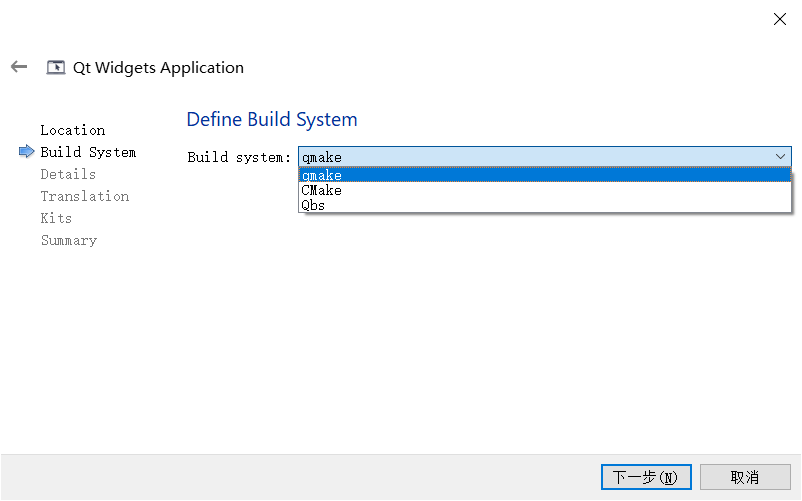 Qt Widgets Application
Location
Build System
Details
Translation
Kits
Summary
Define Build System
Build system: qmake
qmake
CMake
Qbs
下一步(N)
取消